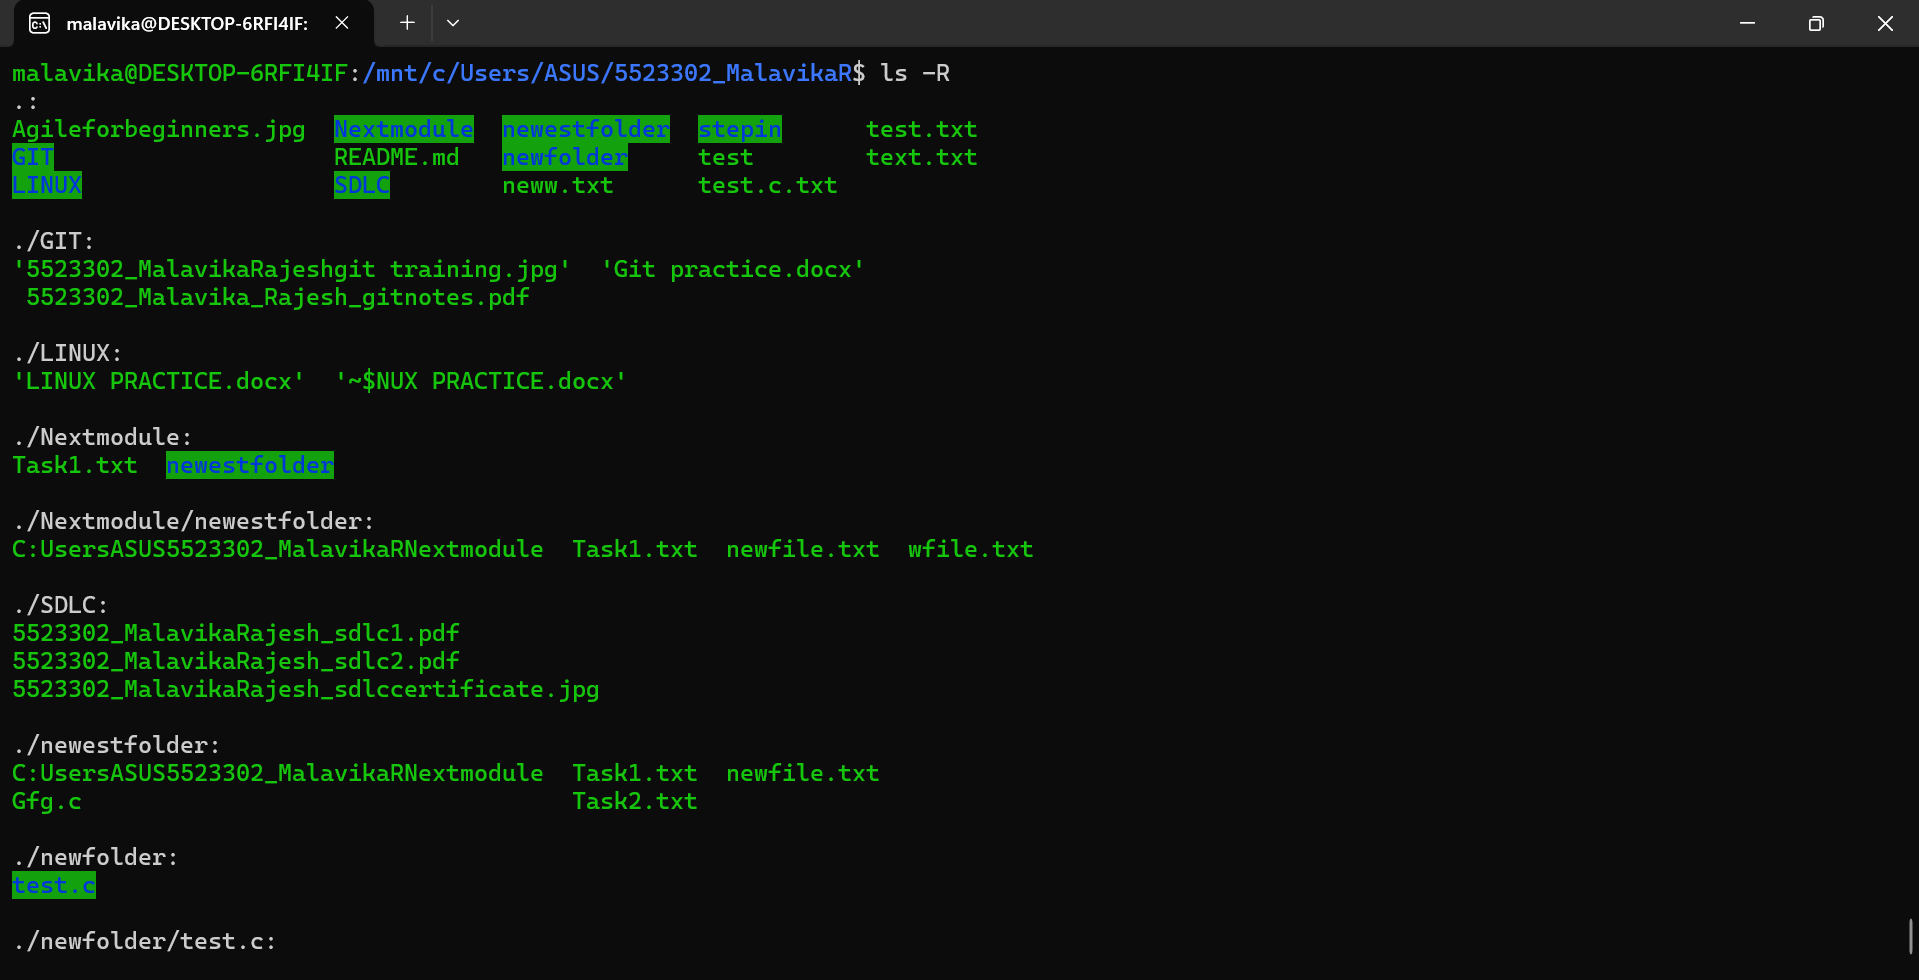 malavika@DESKTOP-6RFI4IF:
malavika@DESKTOP-6RFI4IF:/mnt/c/Users/ASUS/5523302_MalavikaR$ ls -R
.:
Agileforbeginners.jpg  Nextmodule  newestfolder  stepin      test.txt
GIT                    README.md   newfolder     test        text.txt
LINUX                  SDLC        neww.txt      test.c.txt

./GIT:
'5523302_MalavikaRajeshgit training.jpg'  'Git practice.docx'
 5523302_Malavika_Rajesh_gitnotes.pdf

./LINUX:
'LINUX PRACTICE.docx'  '~$NUX PRACTICE.docx'

./Nextmodule:
Task1.txt  newestfolder

./Nextmodule/newestfolder:
C:UsersASUS5523302_MalavikaRNextmodule  Task1.txt  newfile.txt  wfile.txt

./SDLC:
5523302_MalavikaRajesh_sdlc1.pdf
5523302_MalavikaRajesh_sdlc2.pdf
5523302_MalavikaRajesh_sdlccertificate.jpg

./newestfolder:
C:UsersASUS5523302_MalavikaRNextmodule  Task1.txt  newfile.txt
Gfg.c                                   Task2.txt

./newfolder:
test.c

./newfolder/test.c: